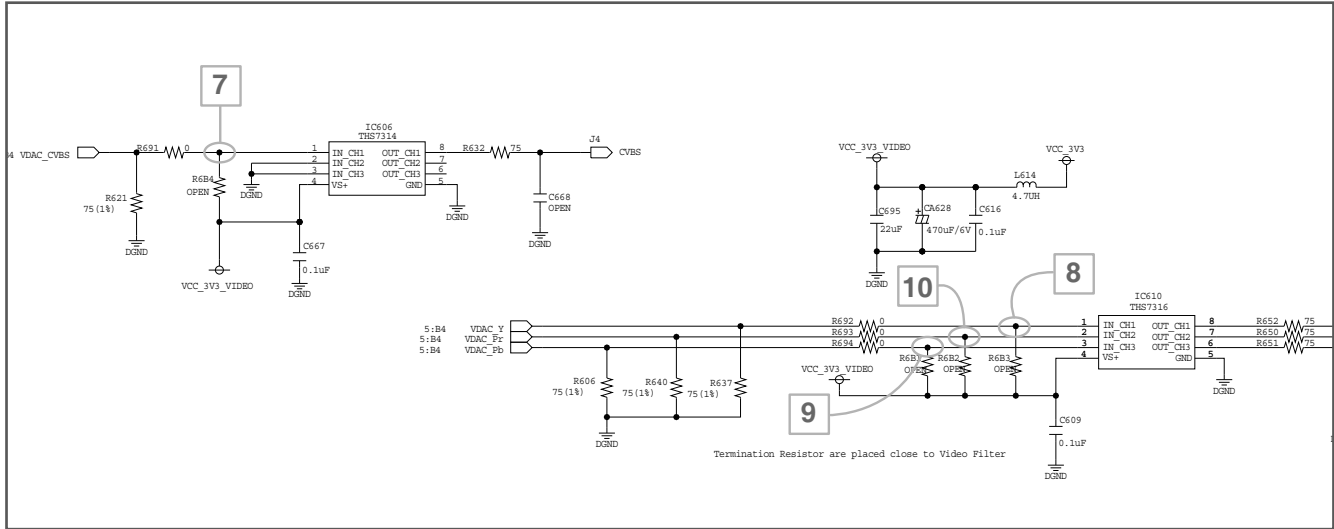 7
IC606
THS7314
J4
4 VDAC_CVBS
R691 0
1 IN_CH1 OUT_CH1 8
2 IN_CH2 OUT_CH2 7
3 IN_CH3 OUT_CH3 6
4 VS+ GND 5
R632 75
CVBS
R6B4
OPEN
DGND
R621
75(1%)
DGND
C668
OPEN
DGND
DGND
C667
0.1uF
DGND
VCC_3V3_VIDEO
VCC_3V3_VIDEO
VCC_3V3
L614
4.7UH
C695
22uF
CA628
470uF/6V
C616
0.1uF
DGND
10
8
IC610
THS7316
5:B4 VDAC_Y
5:B4 VDAC_Pr
5:B4 VDAC_Pb
R692 0
R693 0
R694 0
1 IN_CH1 OUT_CH1 8
2 IN_CH2 OUT_CH2 7
3 IN_CH3 OUT_CH3 6
4 VS+ GND 5
R652 75
R650 75
R651 75
R606
75(1%)
R640
75(1%)
R637
75(1%)
VCC_3V3_VIDEO
OPEN
R6B2
OPEN
R6B3
OPEN
9
DGND
DGND
C609
0.1uF
DGND
Termination Resistor are placed close to Video Filter